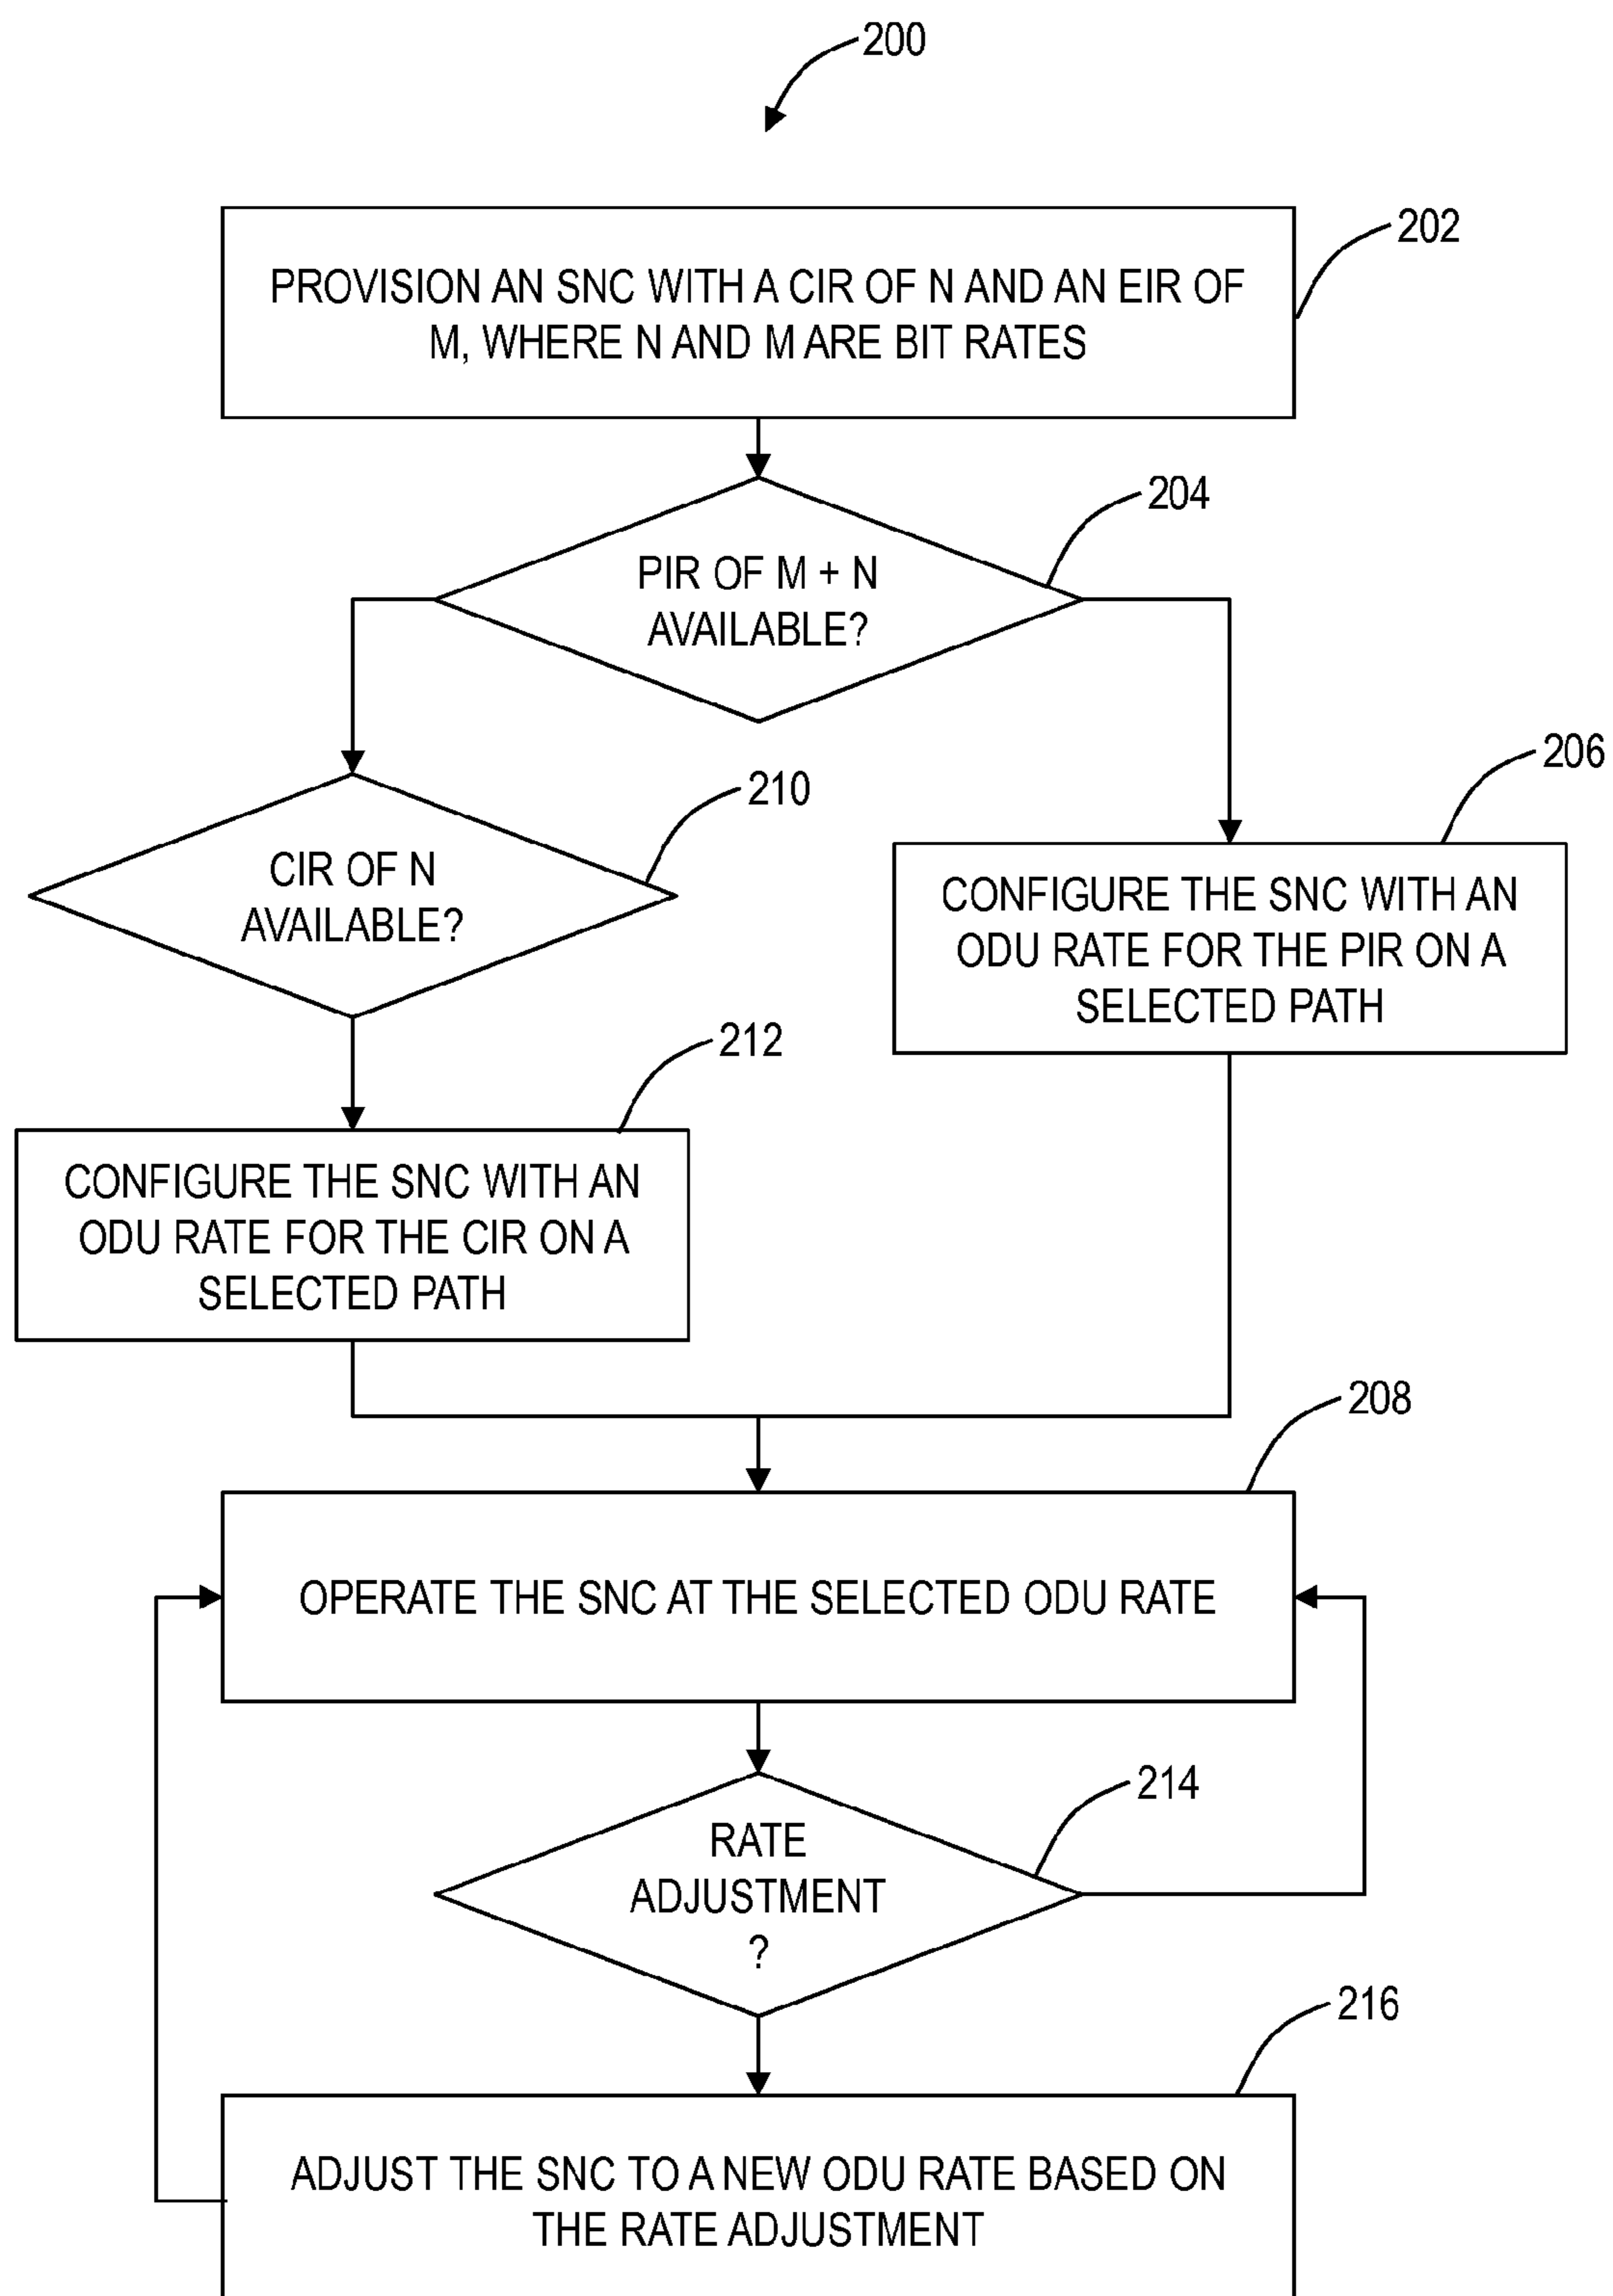 200
202
PROVISION AN SNC WITH A CIR OF N AND AN EIR OF
M, WHERE N AND M ARE BIT RATES
204
PIR OF M + N
AVAILABLE?
206
210
CIR OF N
AVAILABLE?
CONFIGURE THE SNC WITH AN
ODU RATE FOR THE PIR ON A
SELECTED PATH
212
CONFIGURE THE SNC WITH AN
ODU RATE FOR THE CIR ON A
SELECTED PATH
208
OPERATE THE SNC AT THE SELECTED ODU RATE
214
RATE
ADJUSTMENT
?
216
ADJUST THE SNC TO A NEW ODU RATE BASED ON
THE RATE ADJUSTMENT